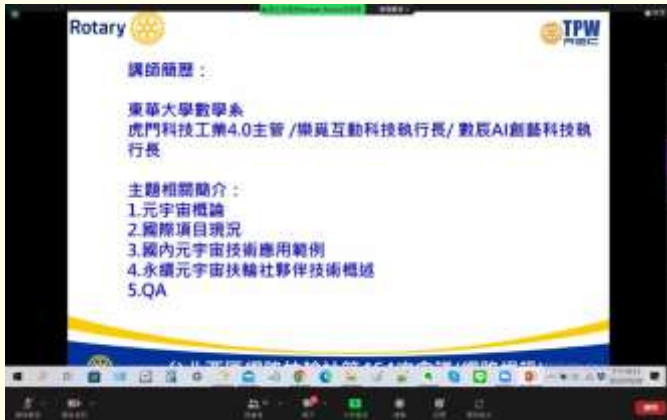 Rotary
TPW
講師簡歷：
東華大學數學系
虎門科技工業4.0主管 /樂覓互動科技執行長/ 數辰AI創藝科技執
行長
主題相關簡介：
1.元宇宙概論
2.國際項目現況
3.國內元宇宙技術應用範例
4.永續元宇宙扶輪社夥伴技術概述
5.QA